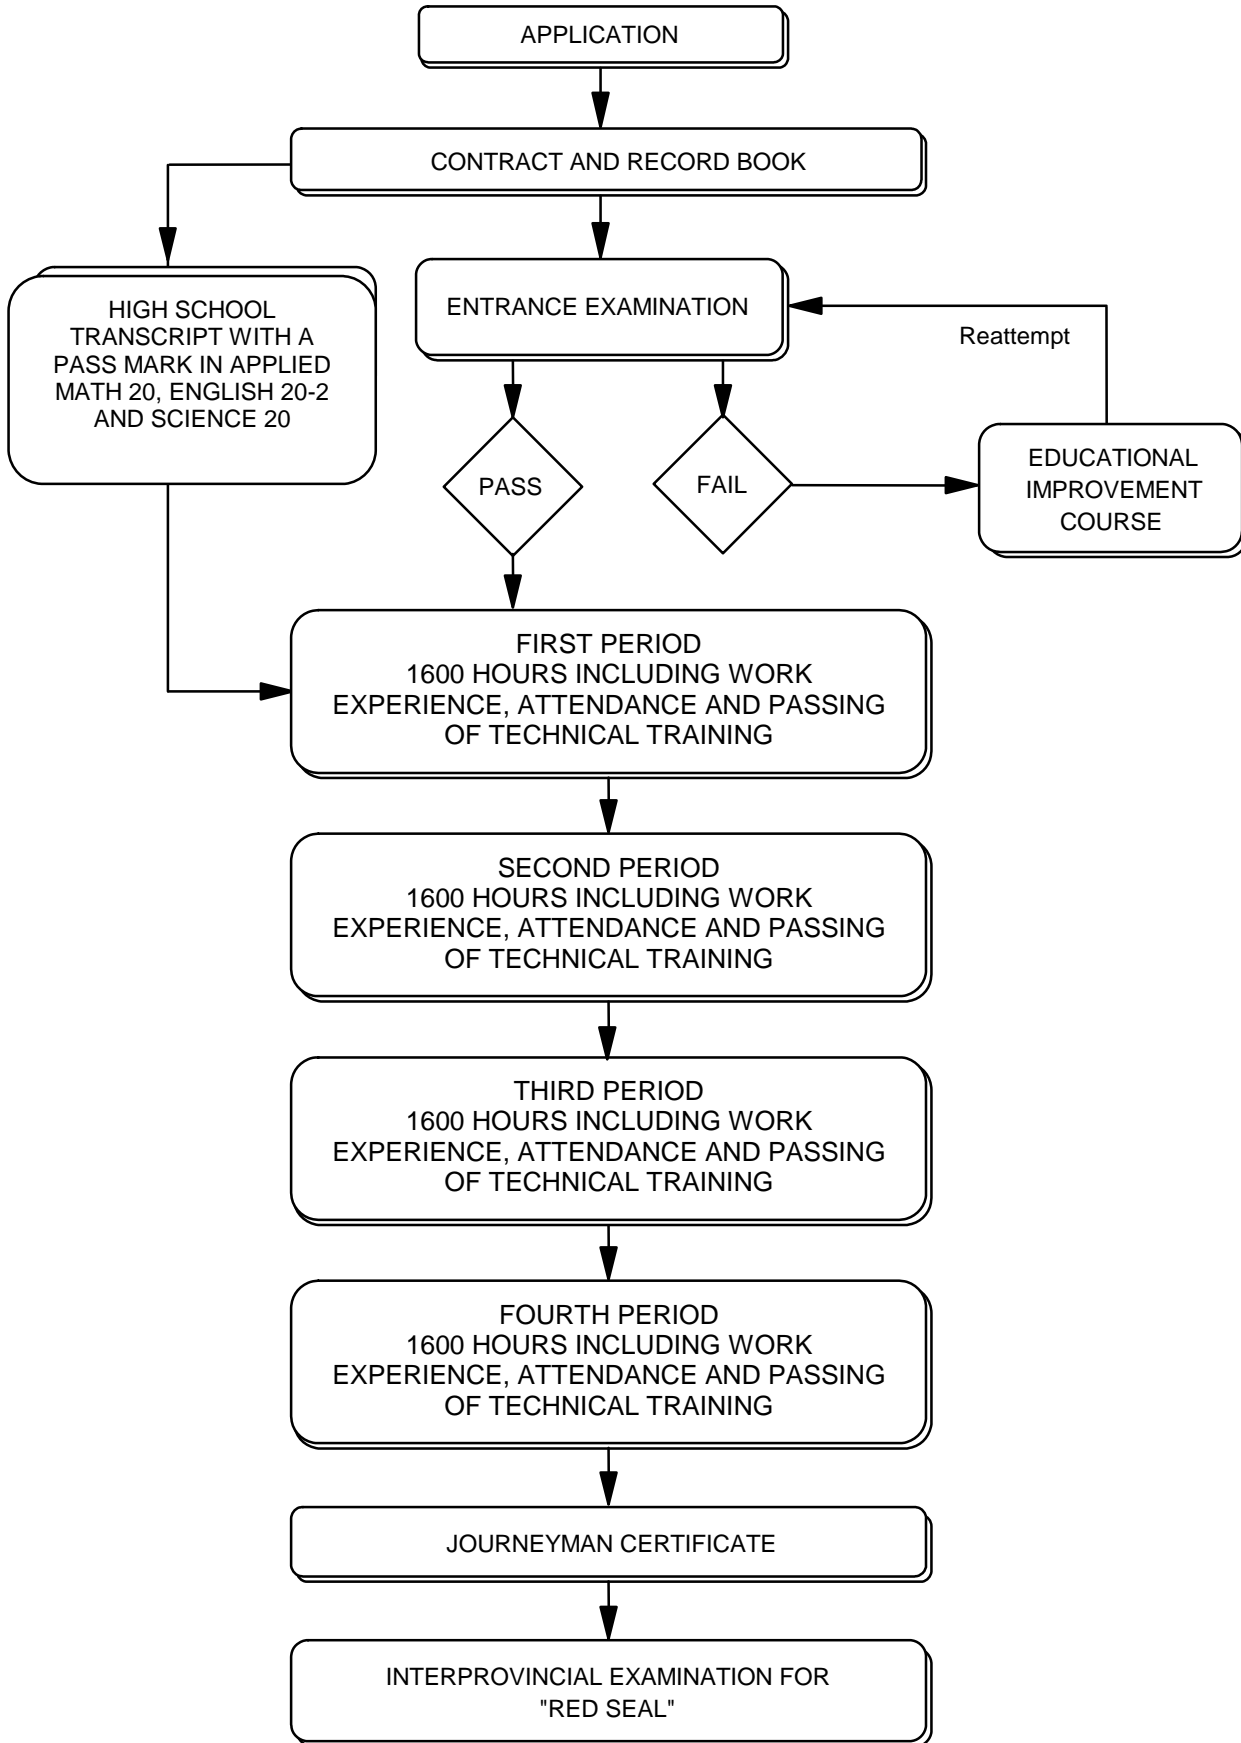 APPLICATION
CONTRACT AND RECORD BOOK
HIGH SCHOOL
TRANSCRIPT WITH A
PASS MARK IN APPLIED
MATH 20, ENGLISH 20-2
AND SCIENCE 20
ENTRANCE EXAMINATION
Reattempt
PASS
FAIL
EDUCATIONAL
IMPROVEMENT
COURSE
FIRST PERIOD
1600 HOURS INCLUDING WORK
EXPERIENCE, ATTENDANCE AND PASSING
OF TECHNICAL TRAINING
SECOND PERIOD
1600 HOURS INCLUDING WORK
EXPERIENCE, ATTENDANCE AND PASSING
OF TECHNICAL TRAINING
THIRD PERIOD
1600 HOURS INCLUDING WORK
EXPERIENCE, ATTENDANCE AND PASSING
OF TECHNICAL TRAINING
FOURTH PERIOD
1600 HOURS INCLUDING WORK
EXPERIENCE, ATTENDANCE AND PASSING
OF TECHNICAL TRAINING
JOURNEYMAN CERTIFICATE
INTERPROVINCIAL EXAMINATION FOR
"RED SEAL"